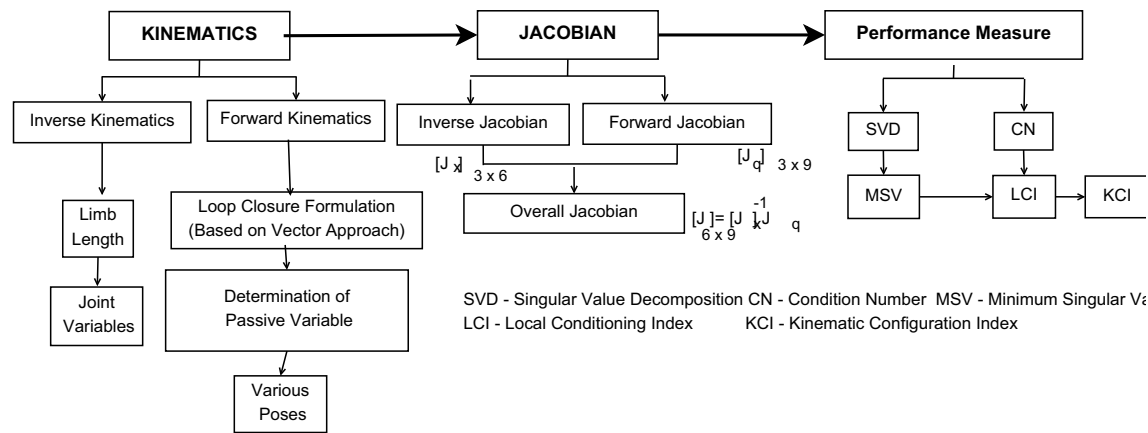 KINEMATICS
JACOBIAN
Performance Measure
Inverse Kinematics
Forward Kinematics
Inverse Jacobian
Forward Jacobian
SVD
CN
[J x] 3 x 6
[J q] 3 x 9
MSV
LCI
KCI
Limb
Length
Loop Closure Formulation
(Based on Vector Approach)
Overall Jacobian
[J ]= [J x] -1 J q
6 x 9
Joint
Variables
Determination of
Passive Variable
SVD - Singular Value Decomposition CN - Condition Number MSV - Minimum Singular Va
LCI - Local Conditioning Index KCI - Kinematic Configuration Index
Various
Poses